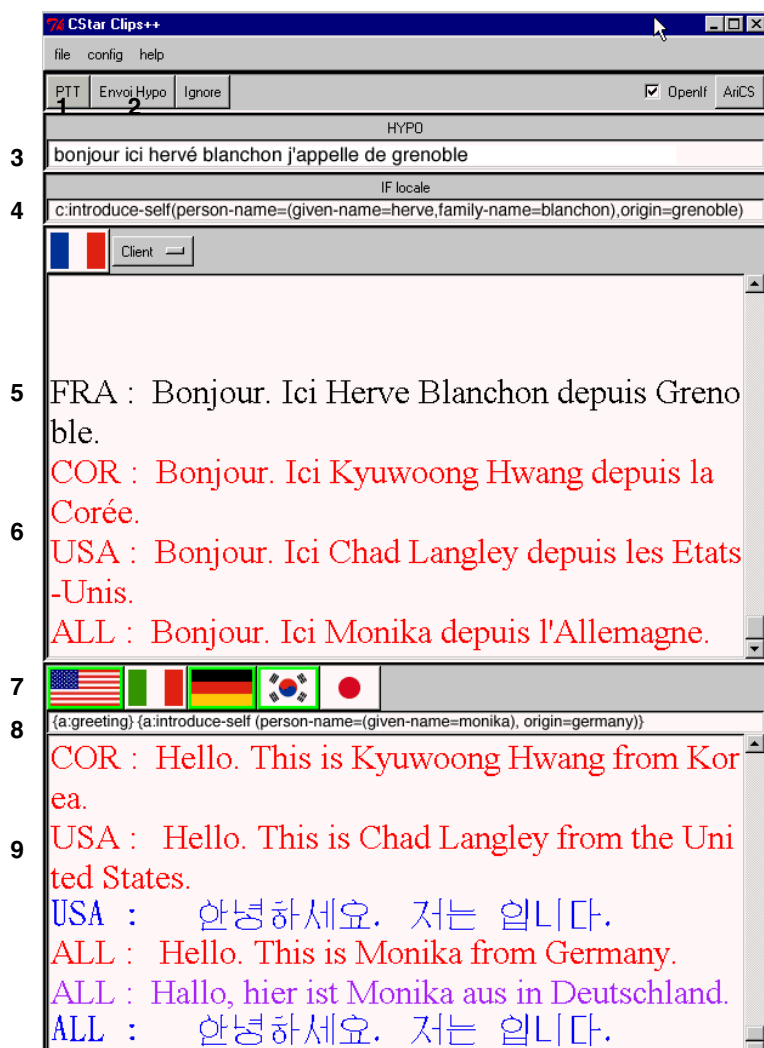 CStar Clips++
file config help
PTT Envoi Hypo Ignore OpenIf AriCS
1 2
HYPO
3 bonjour ici hervé blanchon j'appelle de grenoble
IF locale
4 c:introduce-self(person-name=(given-name=herve,family-name=blanchon),origin=grenoble)
Client
5 FRA : Bonjour. Ici Herve Blanchon depuis Greno
ble.
COR : Bonjour. Ici Kyuwoong Hwang depuis la
Corée.
6
USA : Bonjour. Ici Chad Langley depuis les Etats
-Unis.
ALL : Bonjour. Ici Monika depuis l'Allemagne.
7
8 {a:greeting} {a:introduce-self (person-name=(given-name=monika), origin=germany)}
COR : Hello. This is Kyuwoong Hwang from Kor
ea.
9 USA : Hello. This is Chad Langley from the Uni
ted States.
USA : 안녕하세요. 저는 입니다.
ALL : Hello. This is Monika from Germany.
ALL : Hallo, hier ist Monika aus in Deutschland.
ALL : 안녕하세요. 저는 입니다.